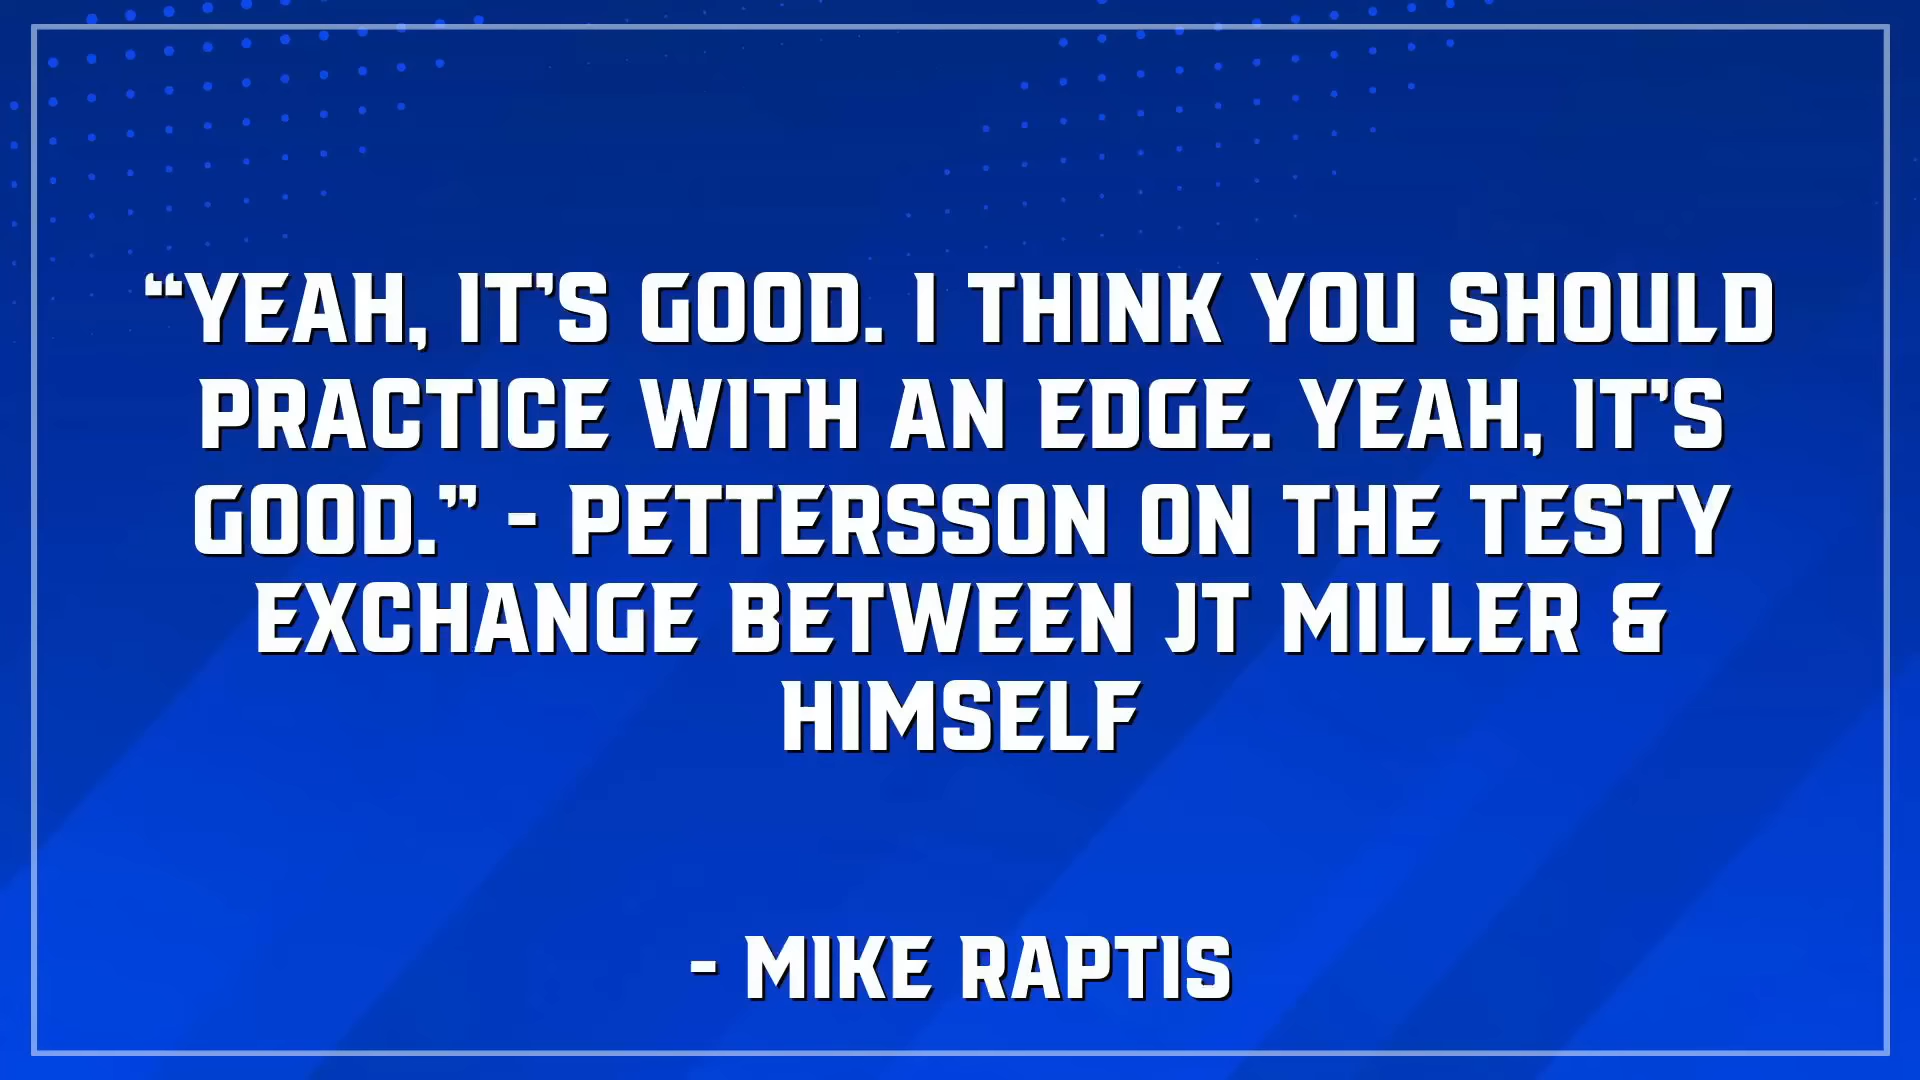 “YEAH, IT’S GOOD. I THINK YOU SHOULD
PRACTICE WITH AN EDGE. YEAH, IT’S
GOOD.” - PETTERSSON ON THE TESTY
EXCHANGE BETWEEN JT MILLER &
HIMSELF
- MIKE RAPTIS